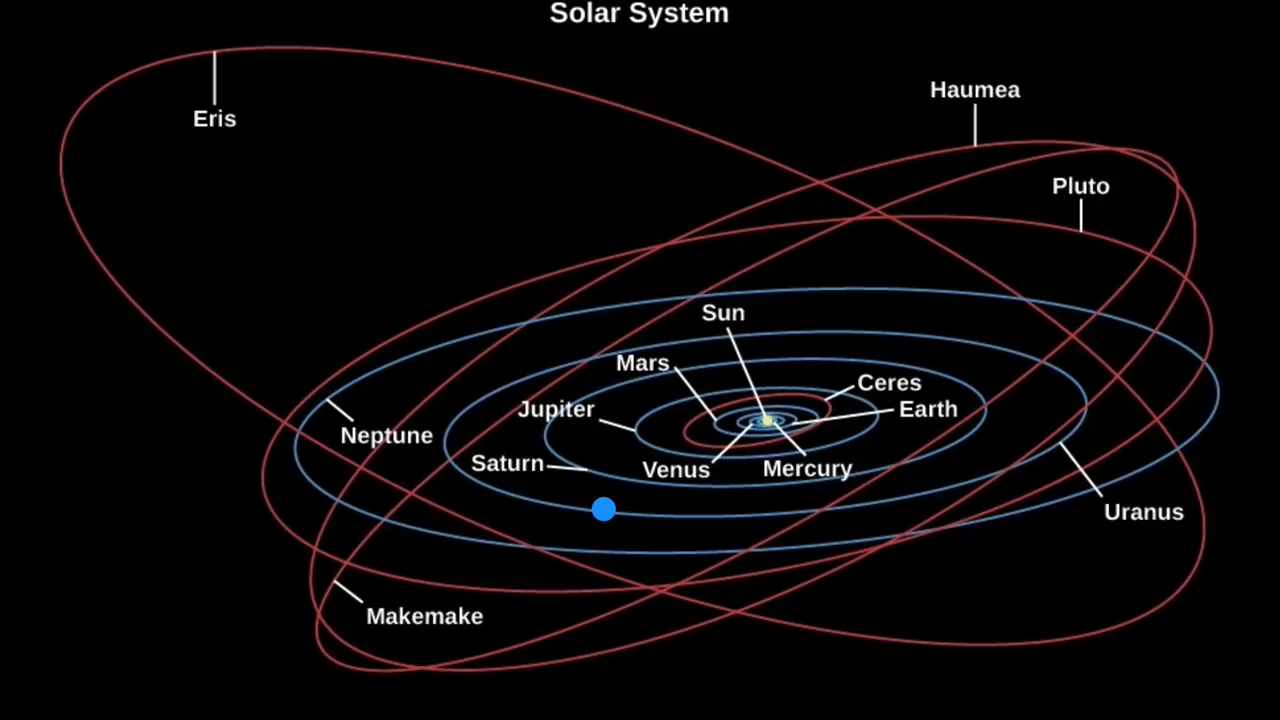 Solar System
Haumea
Eris
Pluto
Sun
Mars
Ceres
Jupiter
Earth
Neptune
Saturn
Venus
Mercury
Uranus
Makemake